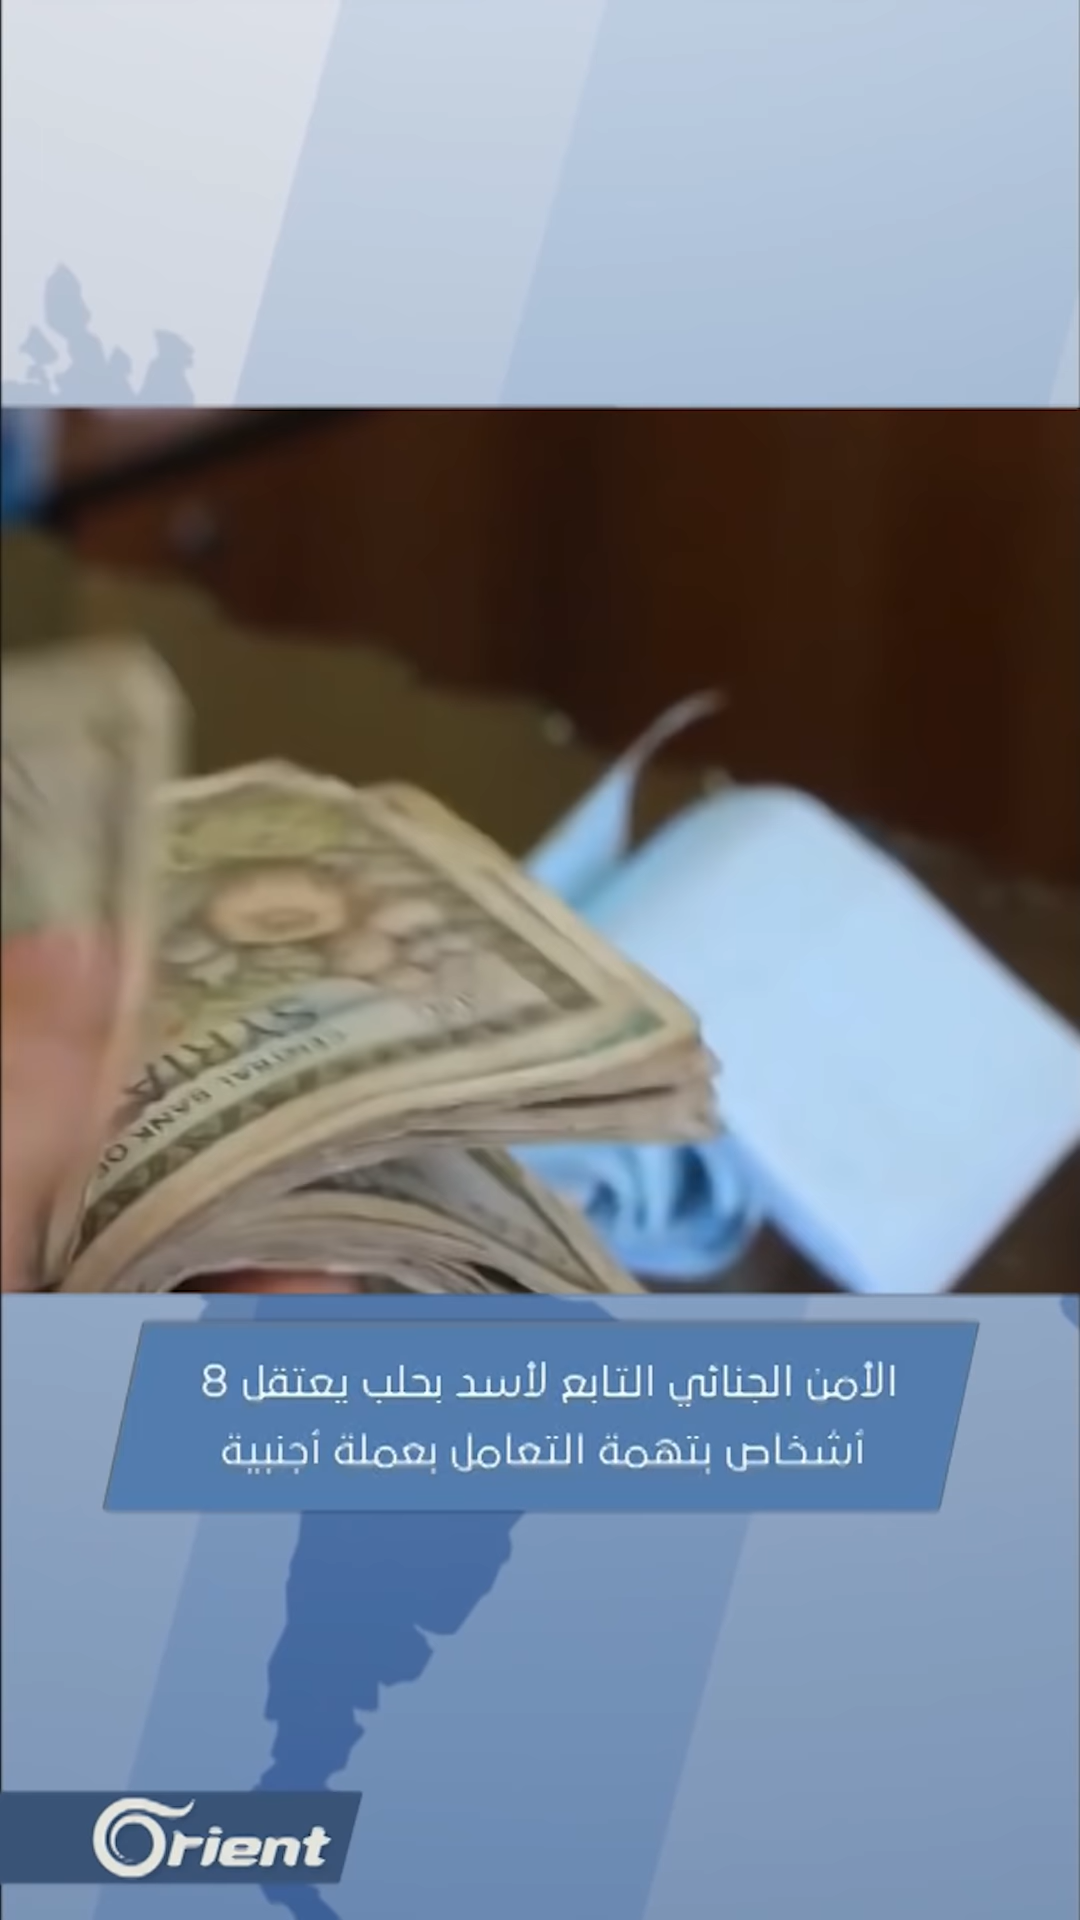 SYRIA
CENTRAL BANK OF
الأمن الجنائي التابع لأسد بحلب يعتقل 8
أشخاص بتهمة التعامل بعملة أجنبية
Orient